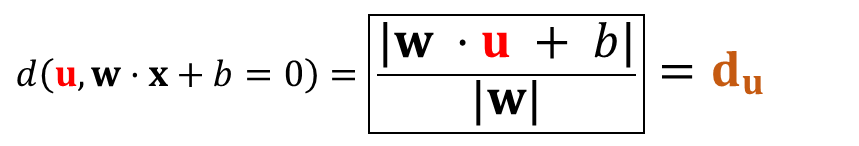 d(u, w · x + b = 0) = |w · u + b| / |w| = d_u